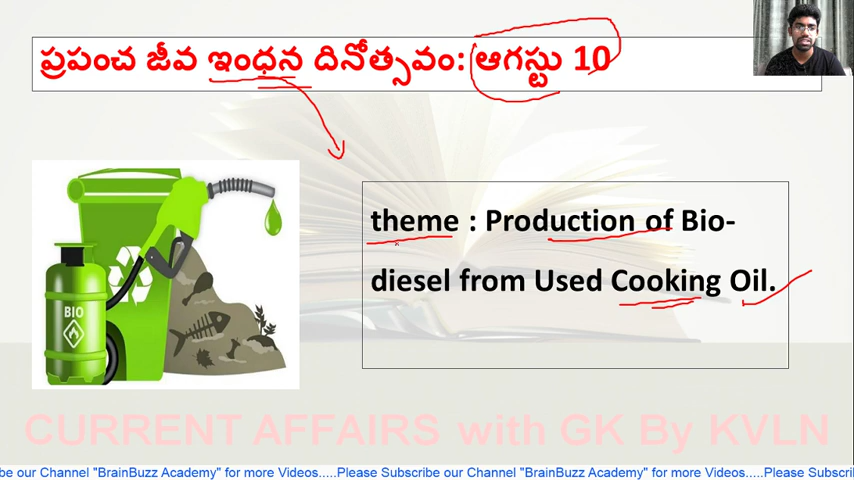 ప్రపంచ జీవ ఇంధన దినోత్సవం: ఆగస్టు 10
theme : Production of Bio-
diesel from Used Cooking Oil.
BIO
CURRENT AFFAIRS with GK By KVLN
be our Channel "BrainBuzz Academy" for more Videos.....Please Subscribe our Channel "BrainBuzz Academy" for more Videos.....Please Subscri